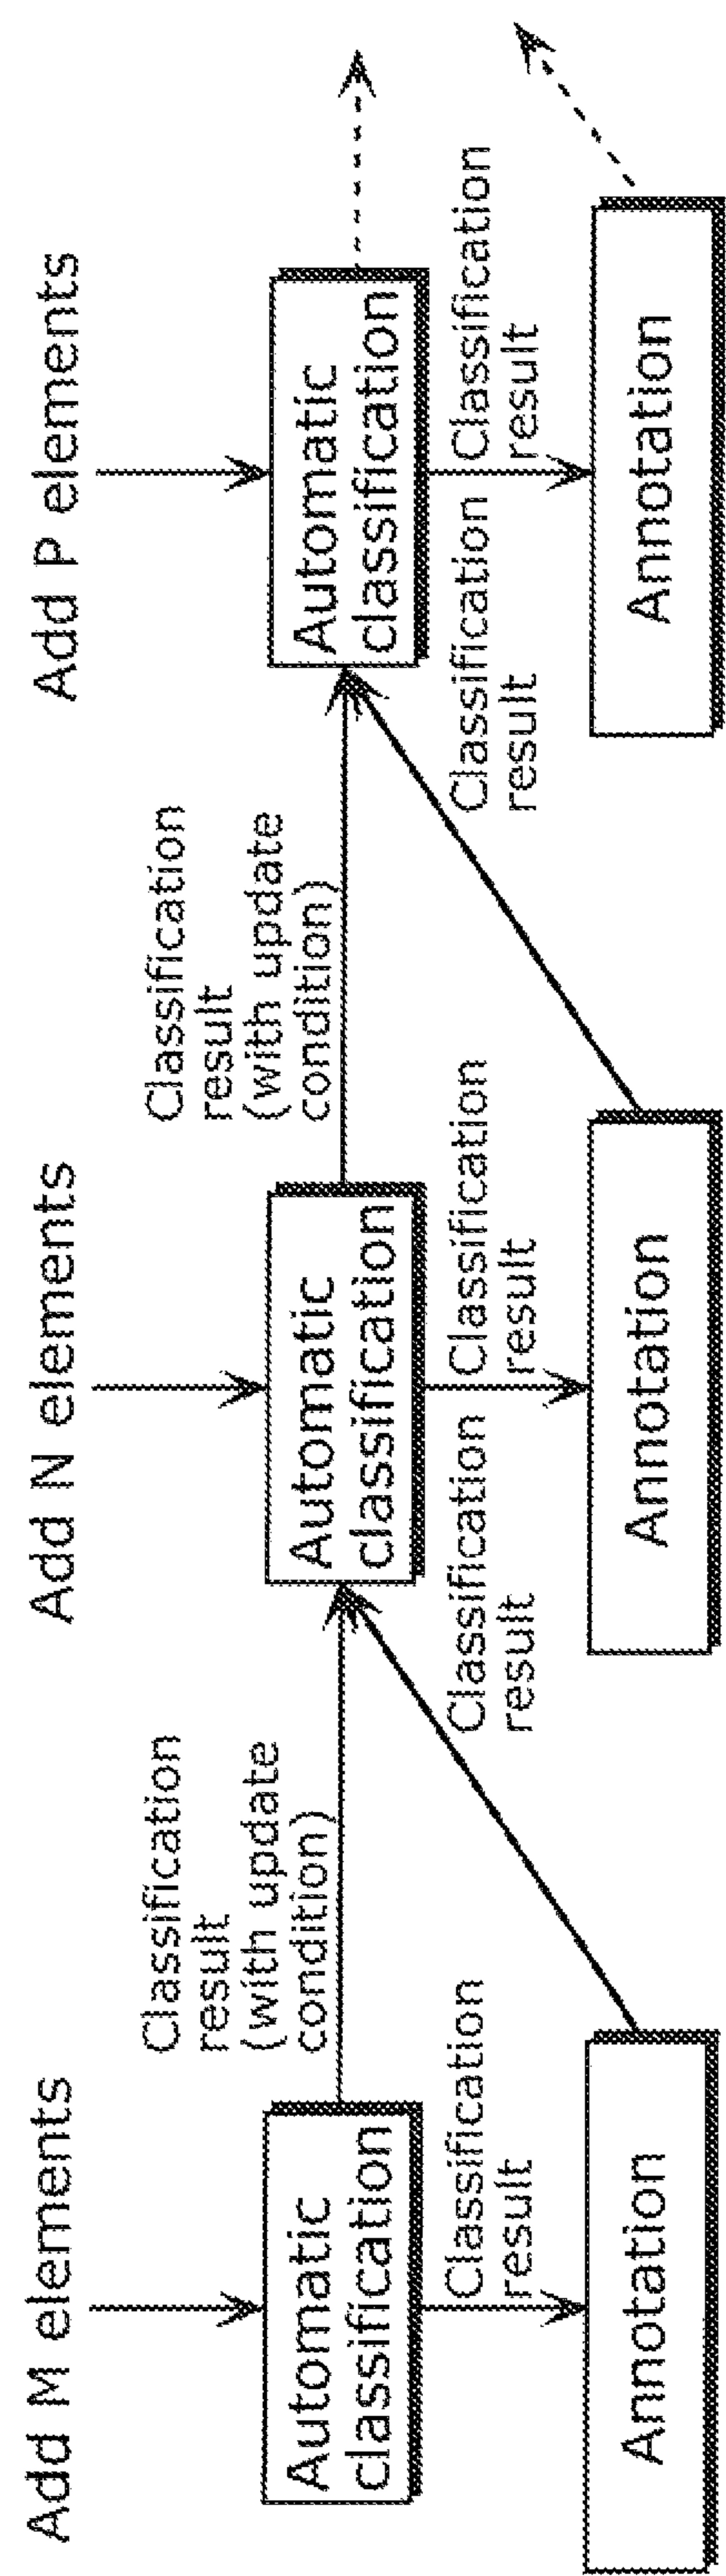 Add M elements
Automatic
classification
Classification
result
Annotation
Classification
result
(with update
condition)
Classification
result
Add N elements
Automatic
classification
Classification
result
Annotation
Classification
result
(with update
condition)
Classification
result
Add P elements
Automatic
classification
Classification
result
Annotation